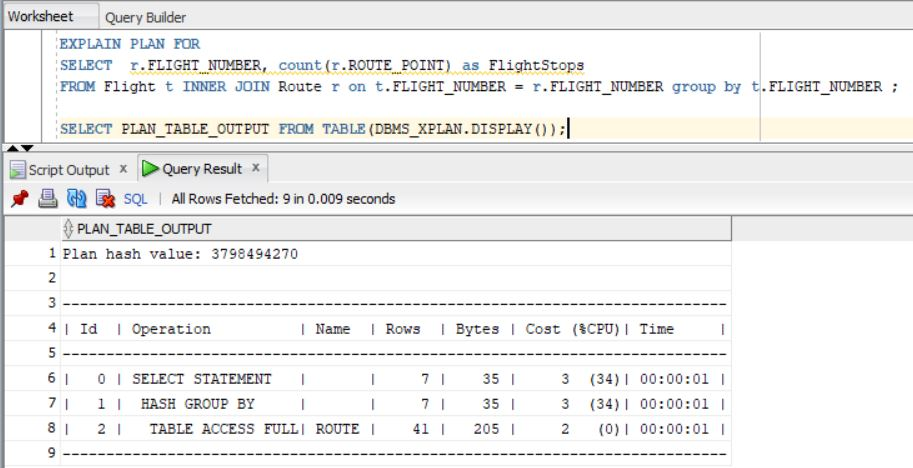 Worksheet Query Builder
EXPLAIN PLAN FOR
SELECT  r.FLIGHT_NUMBER, count(r.ROUTE_POINT) as FlightStops
FROM Flight t INNER JOIN Route r on t.FLIGHT_NUMBER = r.FLIGHT_NUMBER group by t.FLIGHT_NUMBER ;
SELECT PLAN_TABLE_OUTPUT FROM TABLE(DBMS_XPLAN.DISPLAY());
Script Output x Query Result x
SQL | All Rows Fetched: 9 in 0.009 seconds
PLAN_TABLE_OUTPUT
1 Plan hash value: 3798494270
2
3 --------------------------------------------------------------------------
4 | Id  | Operation          | Name  | Rows  | Bytes | Cost (%CPU)| Time     |
5 --------------------------------------------------------------------------
6 |   0 | SELECT STATEMENT   |       |     7 |    35 |     3  (34)| 00:00:01 |
7 |   1 |  HASH GROUP BY     |       |     7 |    35 |     3  (34)| 00:00:01 |
8 |   2 |   TABLE ACCESS FULL| ROUTE |    41 |   205 |     2   (0)| 00:00:01 |
9 --------------------------------------------------------------------------